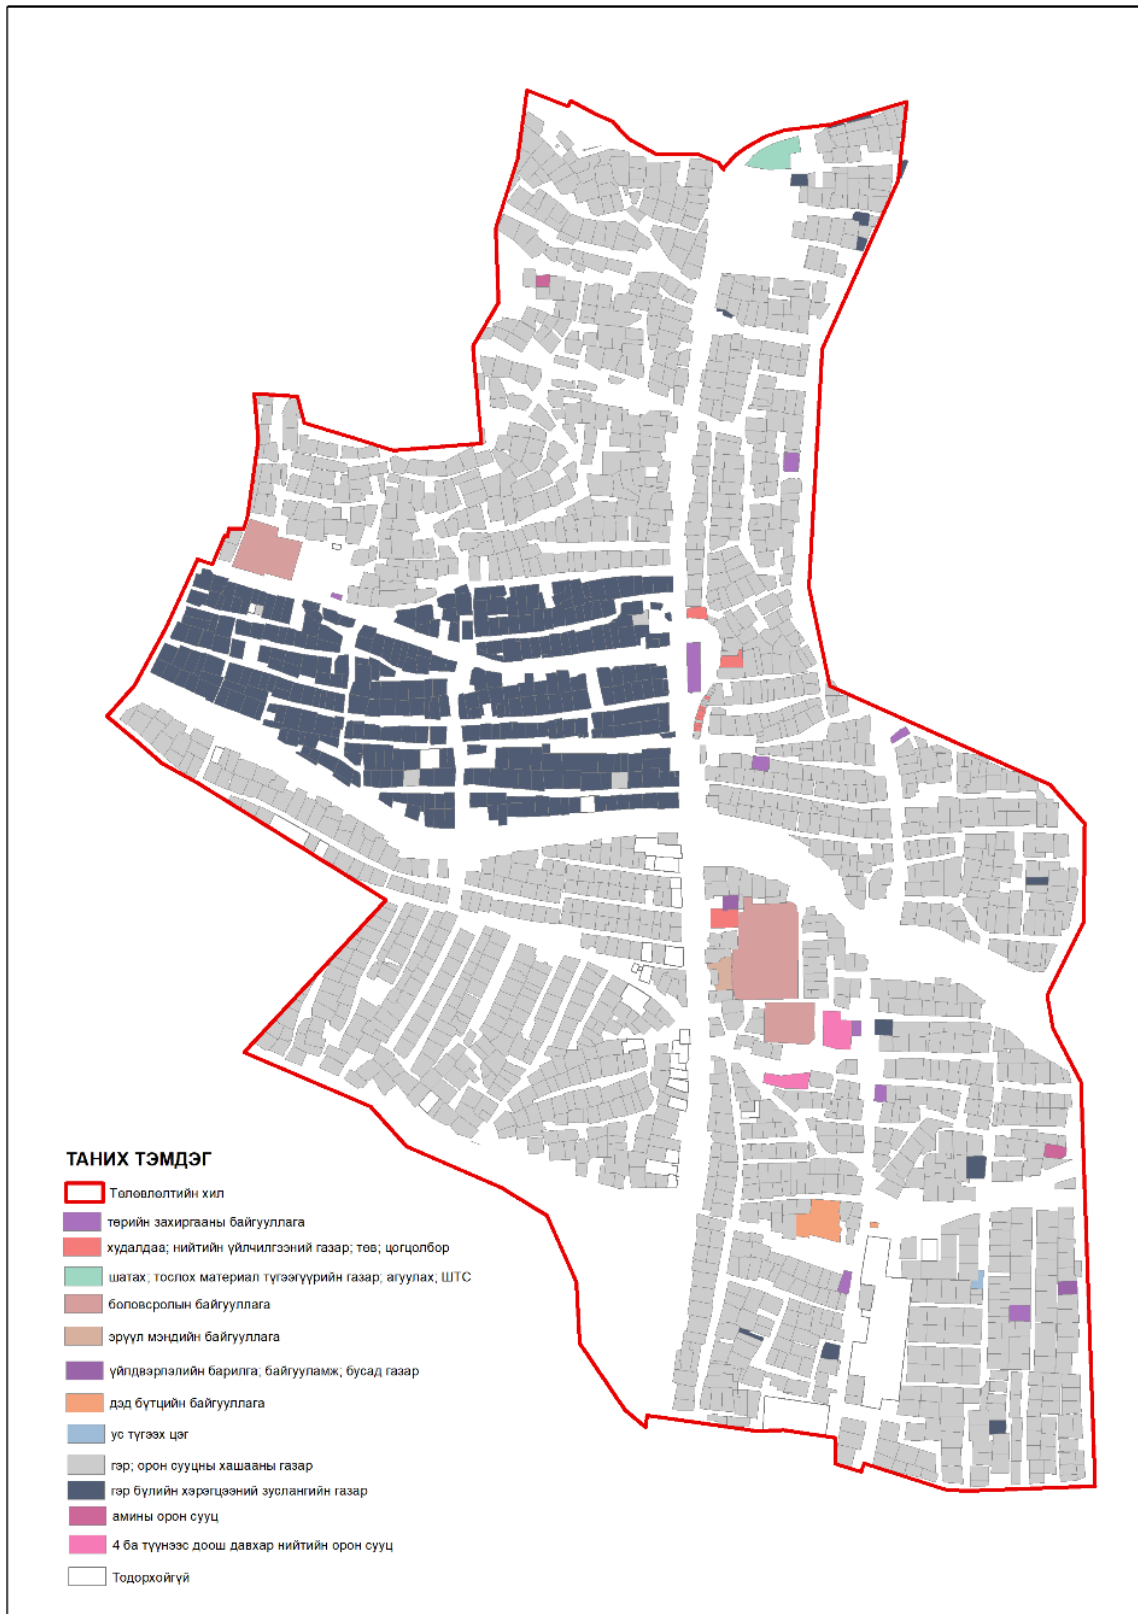 ТАНИХ ТЭМДЭГ
Төлөвлөлтийн хил
төрийн захиргааны байгууллага
худалдаа; нийтийн үйлчилгээний газар; төв; цогцолбор
шатах; тослох материал түгээгүүрийн газар; агуулах; ШТС
боловсролын байгууллага
эрүүл мэндийн байгууллага
үйлдвэрлэлийн барилга; байгууламж; бусад газар
дэд бүтцийн байгууллага
ус түгээх цэг
гэр; орон сууцны хашааны газар
гэр бүлийн хэрэгцээний зуслангийн газар
амины орон сууц
4 ба түүнээс доош давхар нийтийн орон сууц
Тодорхойгүй